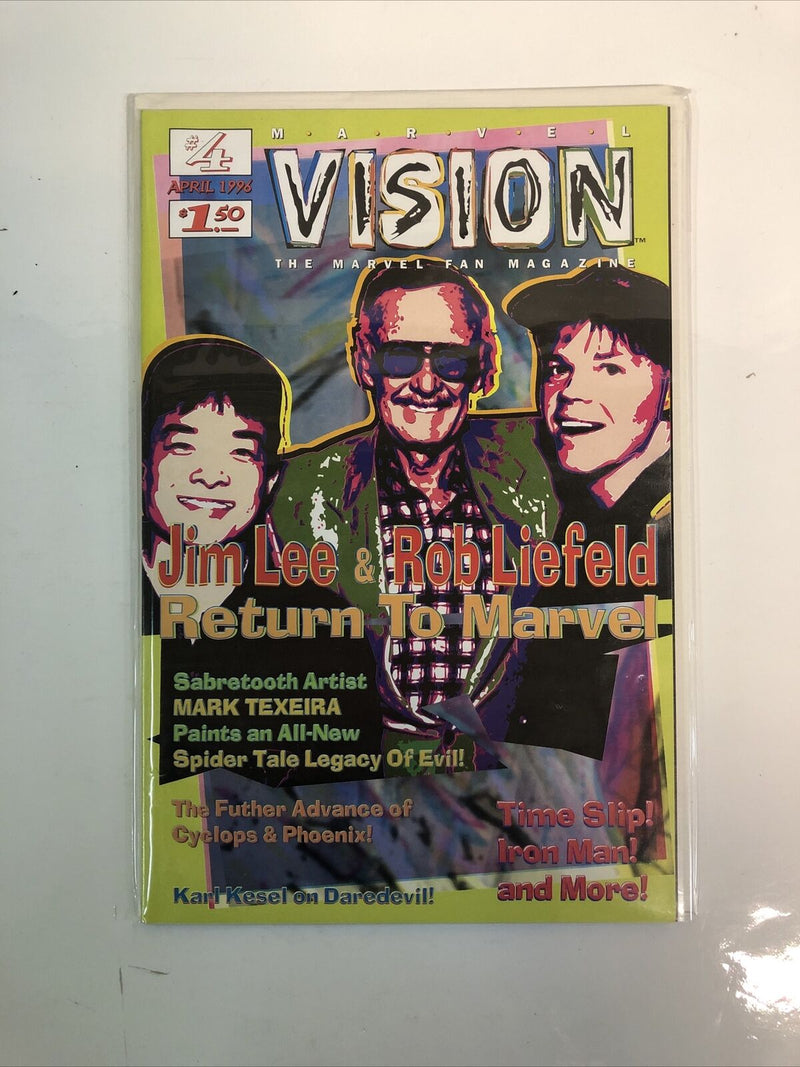 #4
APRIL 1996
$1.50
M·A·R·V·E·L
VISION™
THE MARVEL FAN MAGAZINE
Jim Lee & Rob Liefeld
Return To Marvel
Sabretooth Artist
MARK TEXEIRA
Paints an All-New
Spider Tale Legacy Of Evil!
The Futher Advance of
Cyclops & Phoenix!
Karl Kesel on Daredevil!
Time Slip!
Iron Man!
and More!